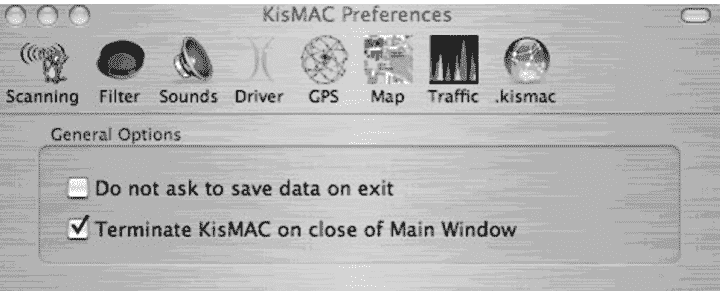 KisMAC Preferences
Scanning Filter Sounds Driver GPS Map Traffic .kismac
General Options
Do not ask to save data on exit
Terminate KisMAC on close of Main Window